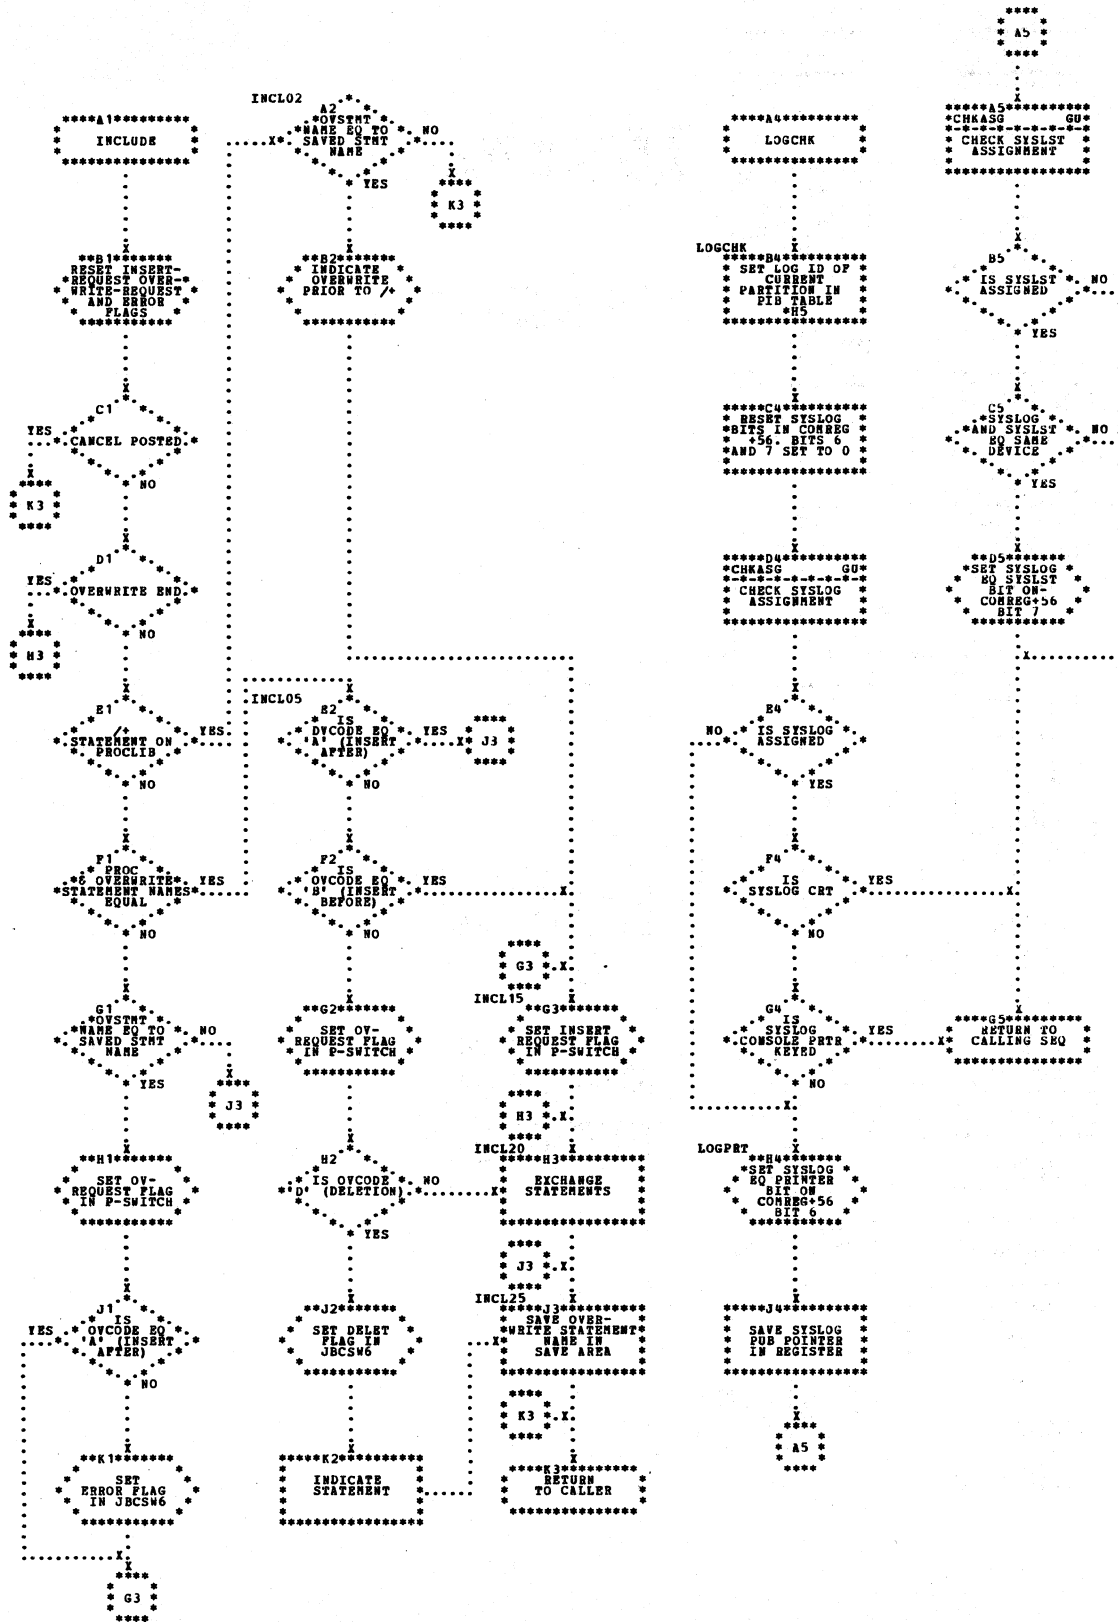 A1
INCLUDE
B1
RESET INSERT-
REQUEST OVER-
WRITE-REQUEST
AND ERROR
FLAGS
C1
CANCEL POSTED
YES
NO
K3
D1
OVERWRITE END
YES
NO
H3
E1
/+
STATEMENT ON
PROCLIB
YES
NO
F1
PROC
& OVERWRITE
STATEMENT NAMES
EQUAL
YES
NO
G1
OVSTMT
NAME EQ TO
SAVED STMT
NAME
NO
YES
J3
H1
SET OV-
REQUEST FLAG
IN P-SWITCH
J1
IS
OVCODE EQ
'A' (INSERT
AFTER)
YES
NO
K1
SET
ERROR FLAG
IN JBCSW6
G3
INCL02
A2
OVSTMT
NAME EQ TO
SAVED STMT
NAME
NO
YES
K3
B2
INDICATE
OVERWRITE
PRIOR TO /+
INCL05
E2
IS
OVCODE EQ
'A' (INSERT
AFTER)
YES
J3
NO
F2
IS
OVCODE EQ
'B' (INSERT
BEFORE)
YES
NO
G2
SET OV-
REQUEST FLAG
IN P-SWITCH
H2
IS OVCODE
'D' (DELETION)
NO
YES
J2
SET DELET
FLAG IN
JBCSW6
K2
INDICATE
STATEMENT
G3
INCL15
G3
SET INSERT
REQUEST FLAG
IN P-SWITCH
H3
INCL20
H3
EXCHANGE
STATEMENTS
J3
INCL25
J3
SAVE OVER-
WRITE STATEMENT
NAME IN
SAVE AREA
K3
K3
RETURN
TO CALLER
A4
LOGCHK
LOGCHK
B4
SET LOG ID OF
CURRENT
PARTITION IN
PIB TABLE
*H5
C4
RESET SYSLOG
BITS IN COMREG
+56. BITS 6
AND 7 SET TO 0
D4
CHKASG GU
CHECK SYSLOG
ASSIGNMENT
E4
IS SYSLOG
ASSIGNED
NO
YES
F4
IS
SYSLOG CRT
YES
NO
G4
IS
SYSLOG
CONSOLE PRTR
KEYED
YES
NO
LOGPRT
H4
SET SYSLOG
EQ PRINTER
BIT ON
COMREG+56
BIT 6
J4
SAVE SYSLOG
PUB POINTER
IN REGISTER
A5
A5
A5
CHKASG GU
CHECK SYSLST
ASSIGNMENT
B5
IS SYSLST
ASSIGNED
NO
YES
C5
SYSLOG
AND SYSLST
EQ SAME
DEVICE
NO
YES
D5
SET SYSLOG
EQ SYSLST
BIT ON-
COMREG+56
BIT 7
G5
RETURN TO
CALLING SEQ